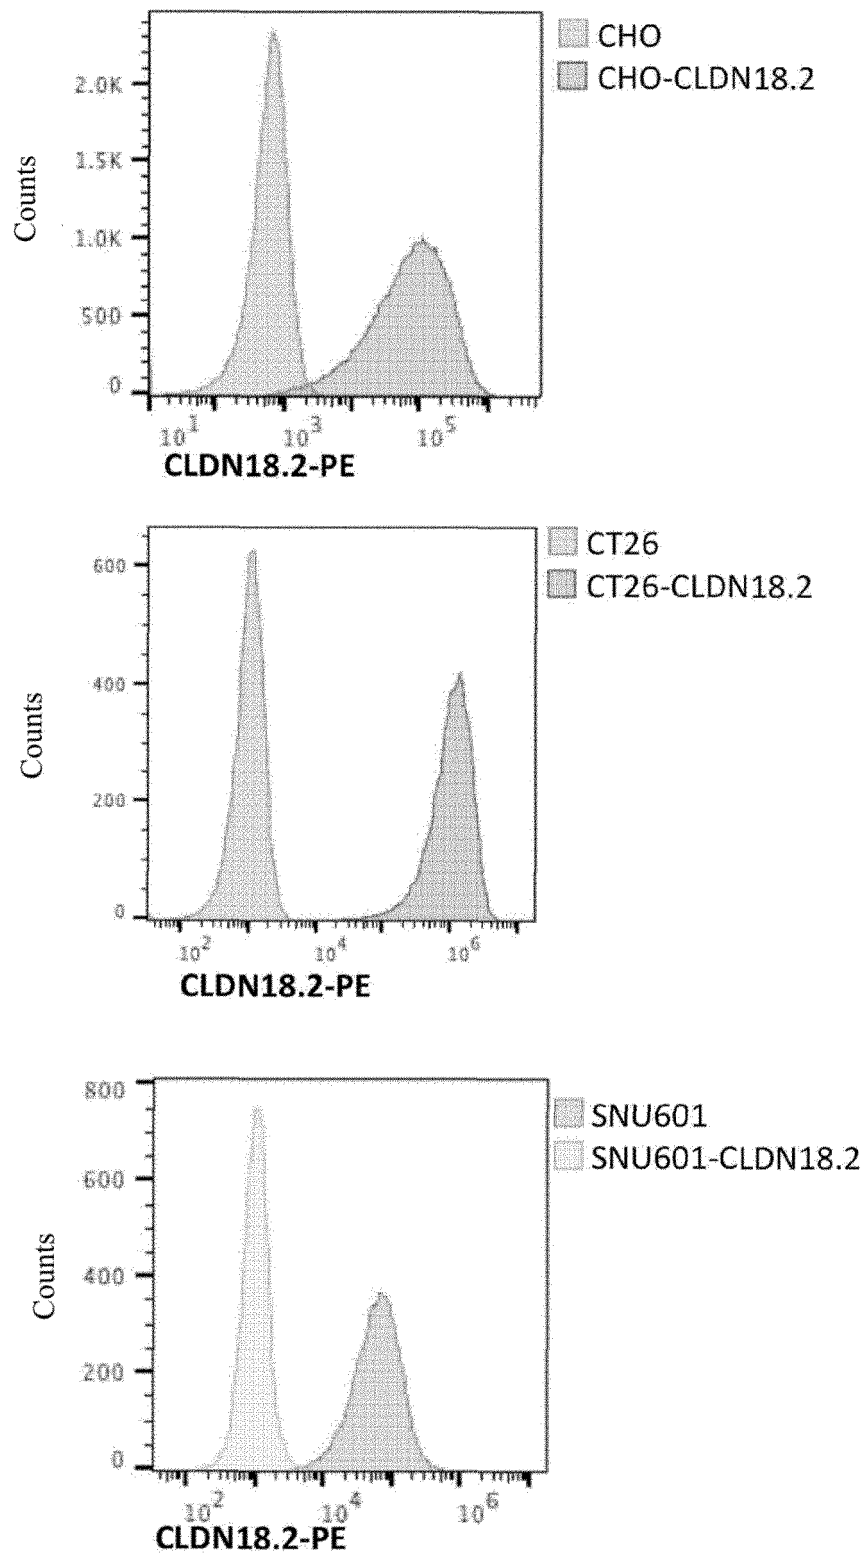 CHO
CHO-CLDN18.2
Counts
2.0K
1.5K
1.0K
500
0
10^1 10^3 10^5
CLDN18.2-PE
CT26
CT26-CLDN18.2
Counts
600
400
200
0
10^2 10^4 10^6
CLDN18.2-PE
SNU601
SNU601-CLDN18.2
Counts
800
600
400
200
0
10^2 10^4 10^6
CLDN18.2-PE